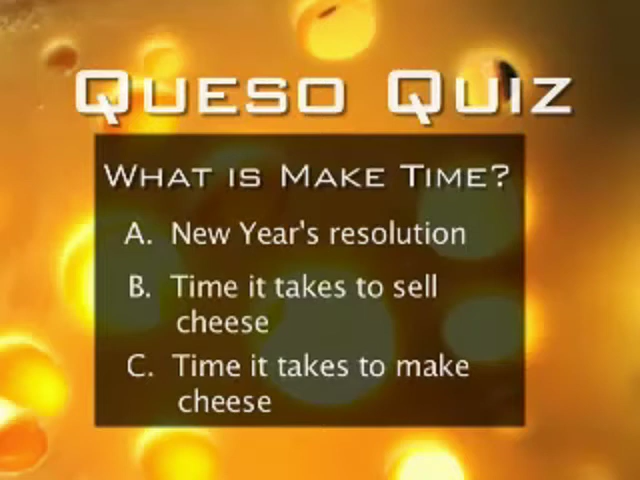 Queso Quiz
What is Make Time?
A. New Year's resolution
B. Time it takes to sell
cheese
C. Time it takes to make
cheese